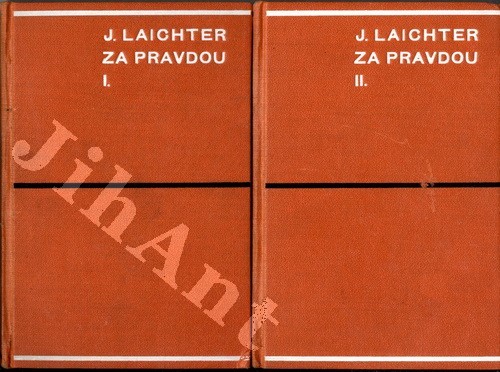 J. LAICHTER
ZA PRAVDOU
I.
J. LAICHTER
ZA PRAVDOU
II.
JihAnt